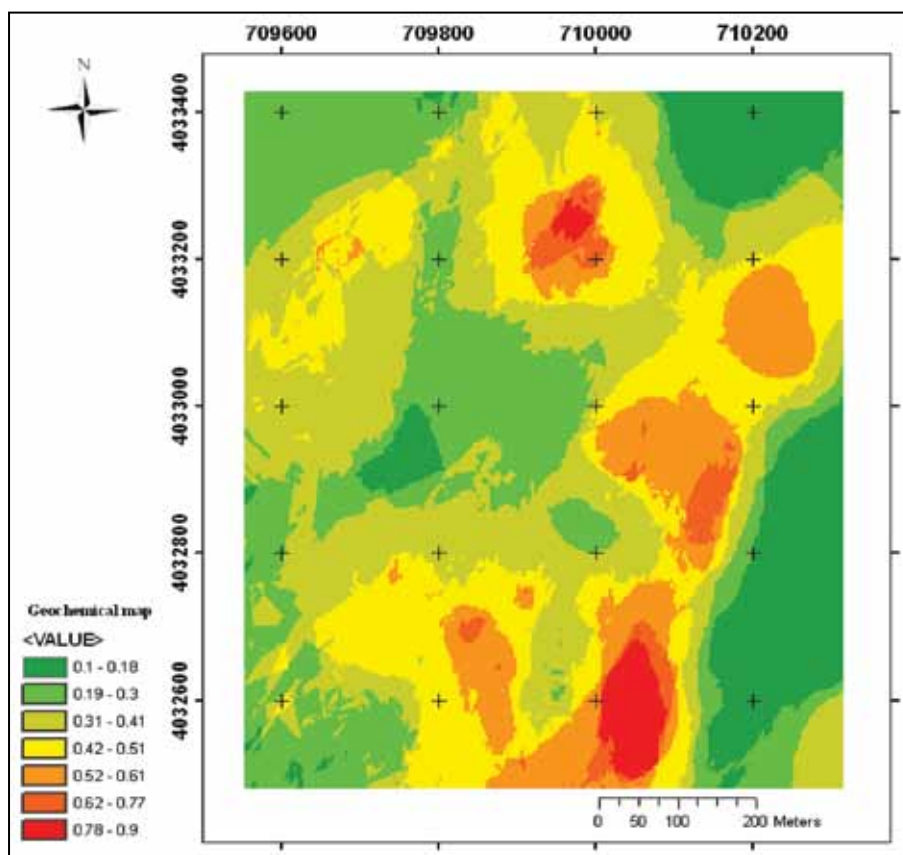 709600 709800 710000 710200
N
4033400
4033200
4033000
4032800
4032600
Geochemical map
<VALUE>
0.1 - 0.18
0.19 - 0.3
0.31 - 0.41
0.42 - 0.51
0.52 - 0.61
0.62 - 0.77
0.78 - 0.9
0 50 100 200 Meters